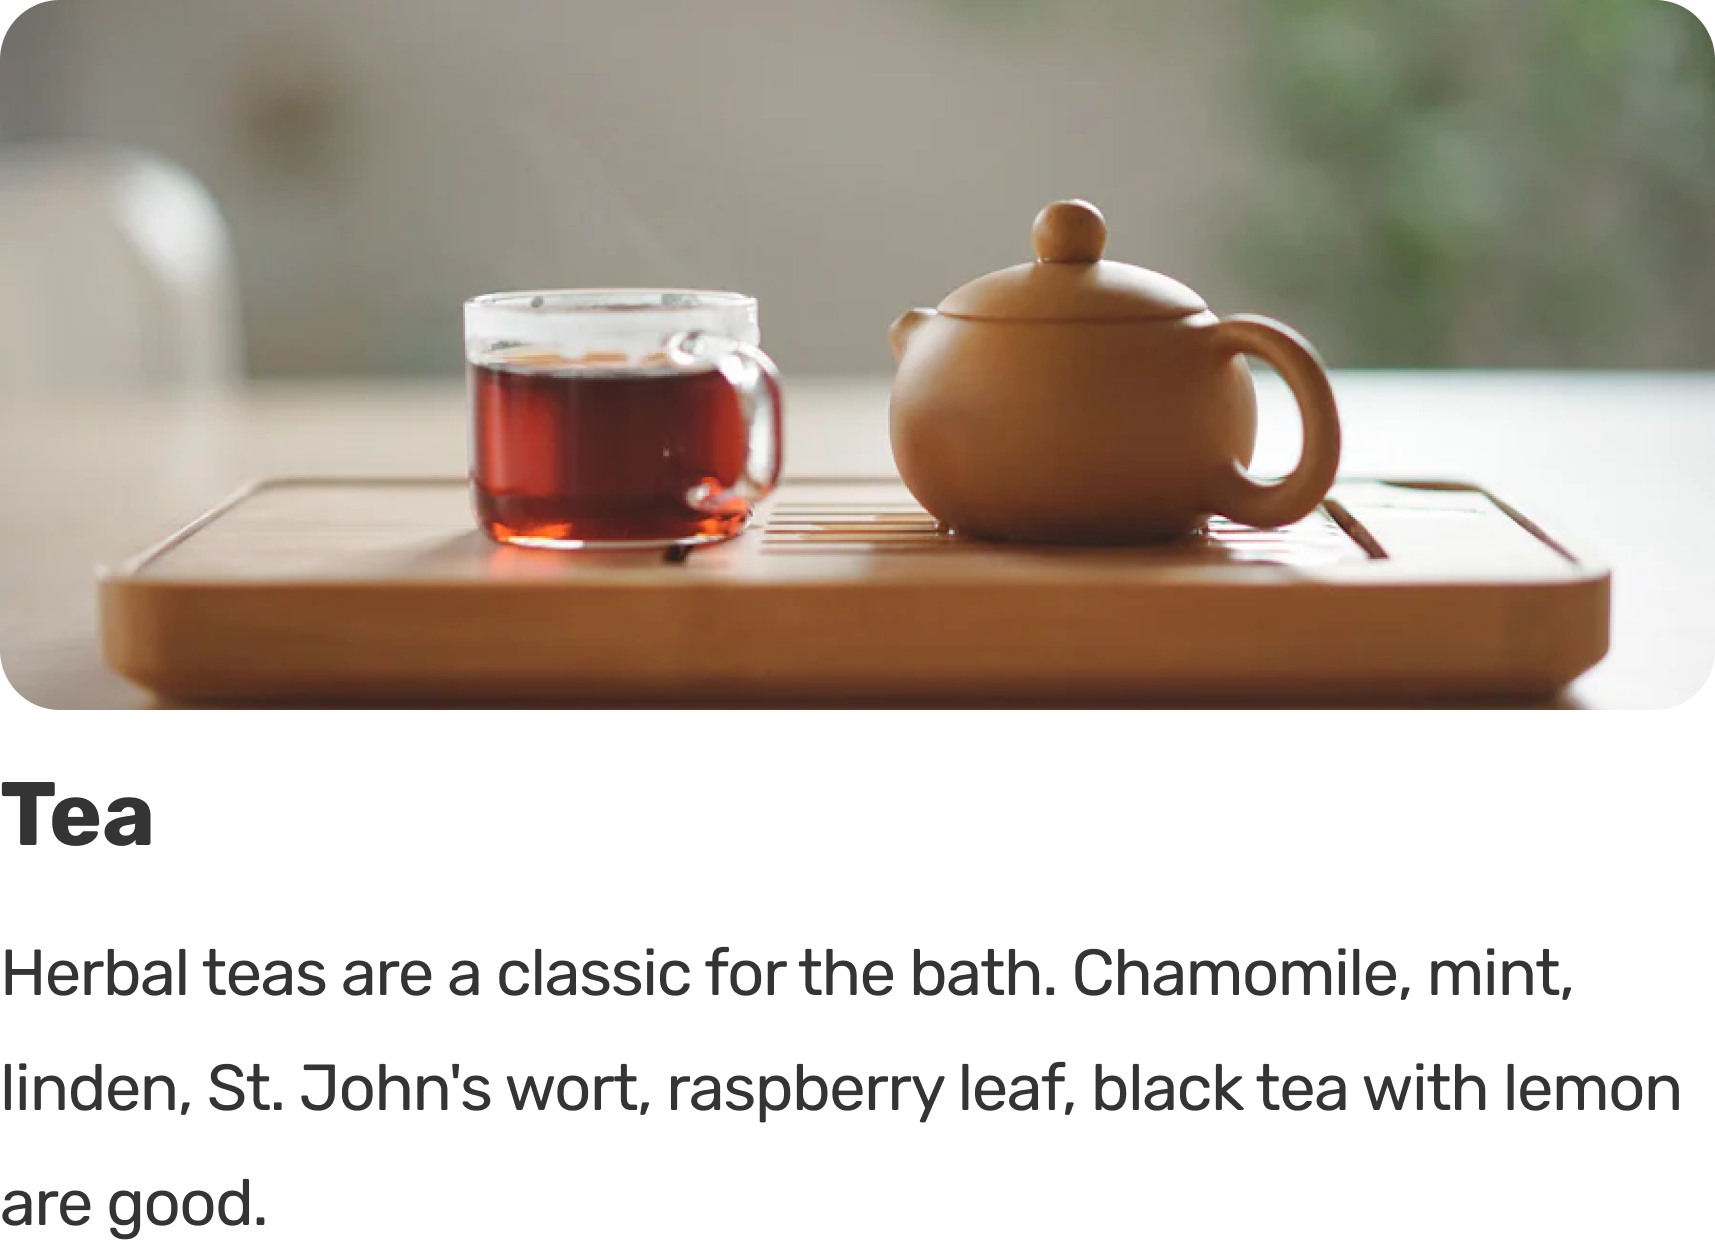 Tea
Herbal teas are a classic for the bath. Chamomile, mint,
linden, St. John's wort, raspberry leaf, black tea with lemon
are good.